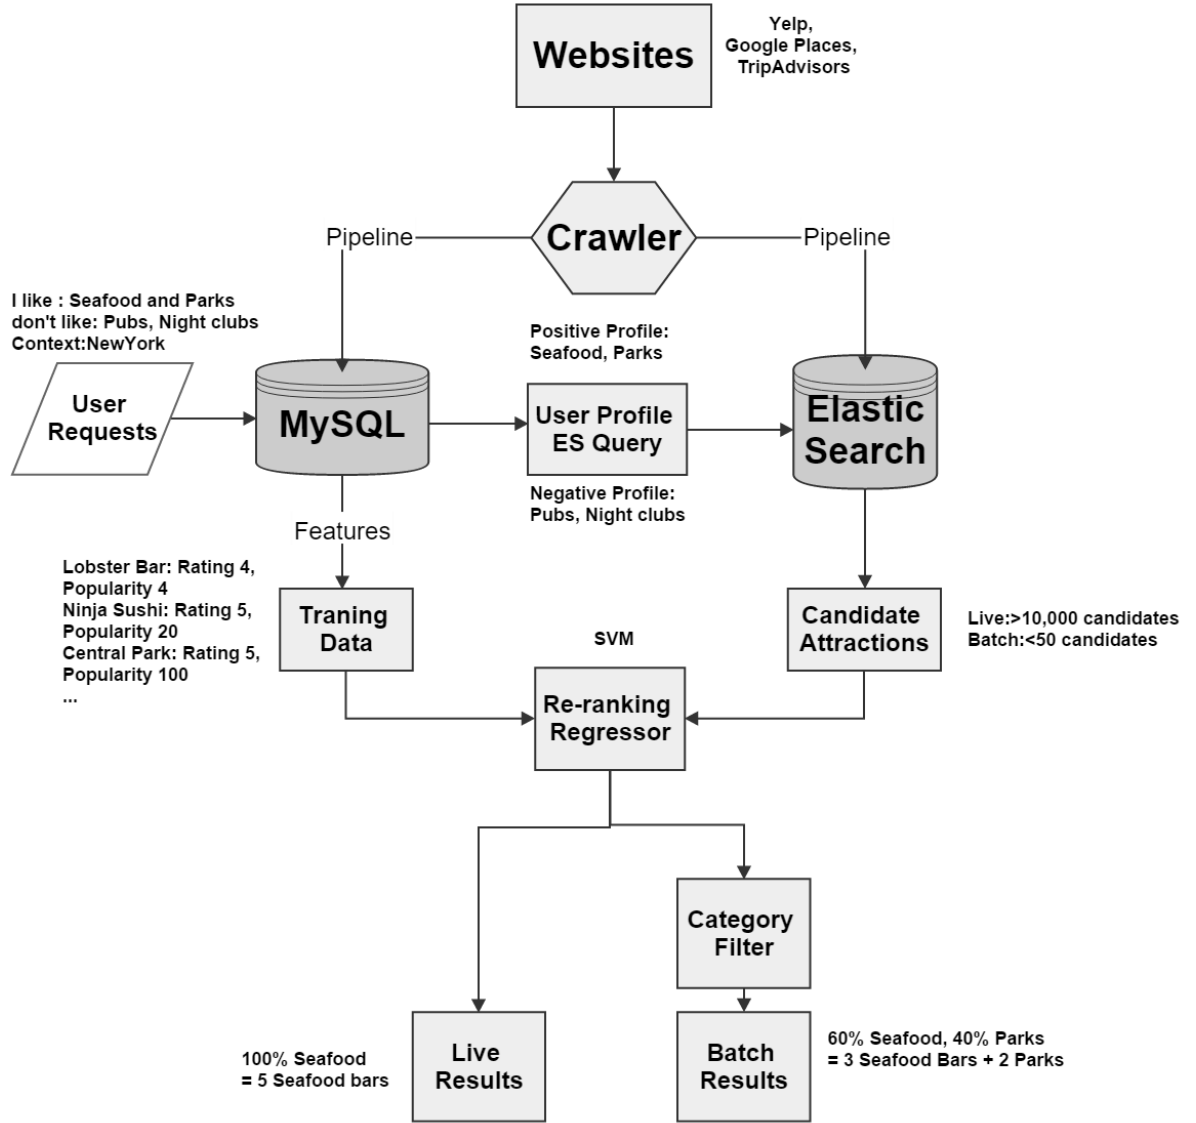 Websites
Yelp,
Google Places,
TripAdvisors
Crawler
Pipeline
Pipeline
I like : Seafood and Parks
don't like: Pubs, Night clubs
Context:NewYork
User
Requests
MySQL
Positive Profile:
Seafood, Parks
User Profile
ES Query
Negative Profile:
Pubs, Night clubs
Elastic
Search
Features
Lobster Bar: Rating 4,
Popularity 4
Ninja Sushi: Rating 5,
Popularity 20
Central Park: Rating 5,
Popularity 100
...
Traning
Data
SVM
Re-ranking
Regressor
Candidate
Attractions
Live:>10,000 candidates
Batch:<50 candidates
Category
Filter
100% Seafood
= 5 Seafood bars
Live
Results
Batch
Results
60% Seafood, 40% Parks
= 3 Seafood Bars + 2 Parks